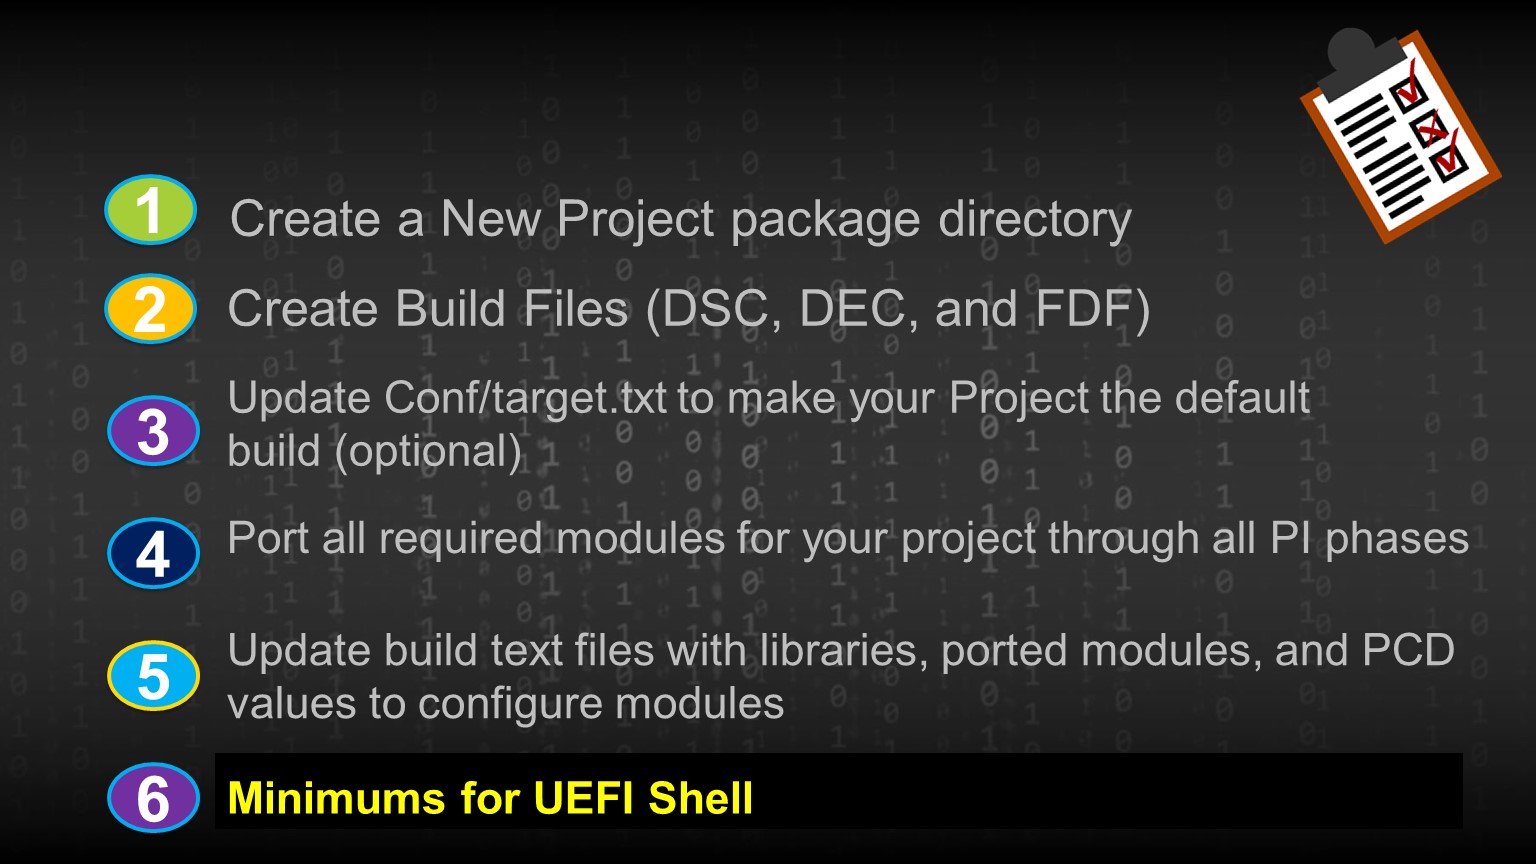 1 Create a New Project package directory
2 Create Build Files (DSC, DEC, and FDF)
3 Update Conf/target.txt to make your Project the default
build (optional)
4 Port all required modules for your project through all PI phases
5 Update build text files with libraries, ported modules, and PCD
values to configure modules
6 Minimums for UEFI Shell